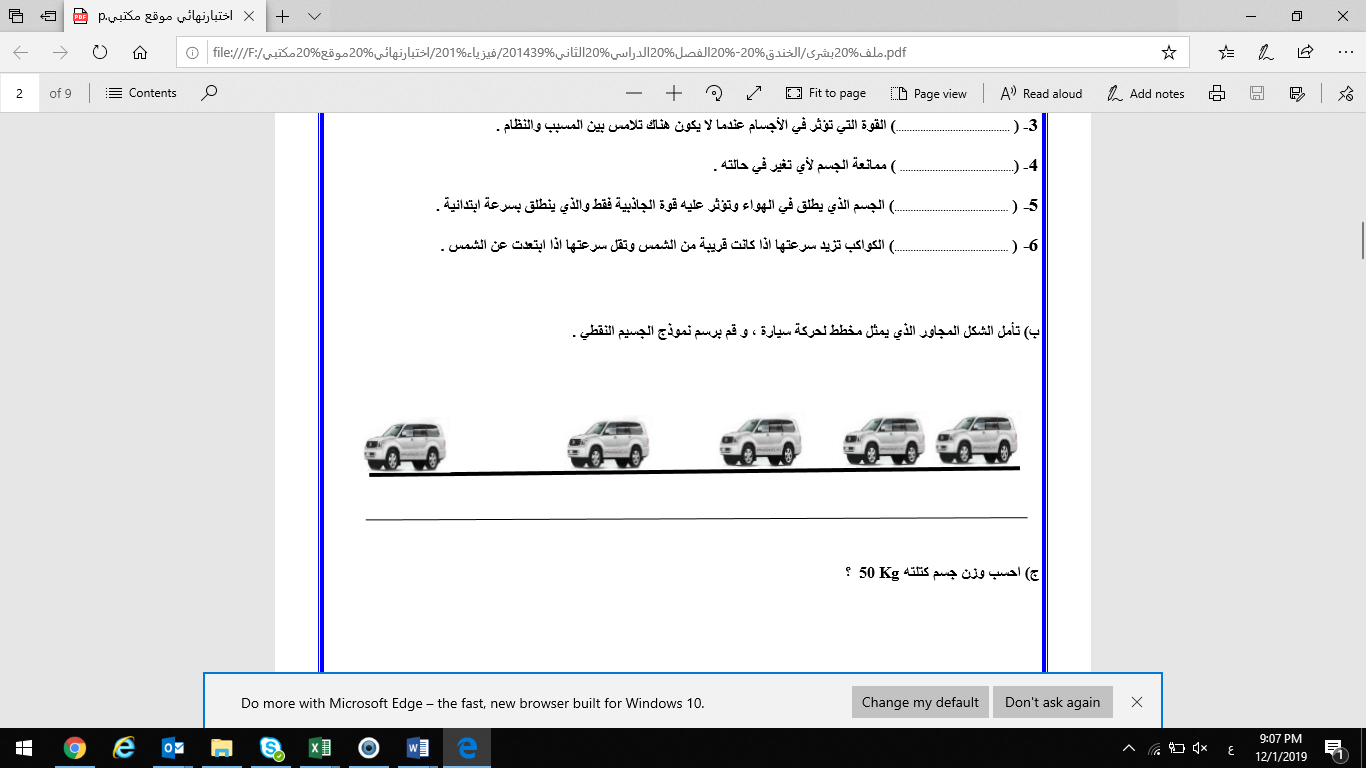 اختبارنهائي موقع مكتبي.p
file:///F:/ملف%20بشرى/الخندق%20-%20الفصل%20الدراسي%20الثاني%201439/فيزياء%201/اختبارنهائي%20موقع%20مكتبي.pdf
2 of 9 Contents Fit to page Page view Read aloud Add notes
3- (......................................) القوة التي تؤثر في الأجسام عندما لا يكون هناك تلامس بين المسبب والنظام .
4- (......................................) ممانعة الجسم لأي تغير في حالته .
5- (......................................) الجسم الذي يطلق في الهواء وتؤثر عليه قوة الجاذبية فقط والذي ينطلق بسرعة ابتدائية .
6- (......................................) الكواكب تزيد سرعتها اذا كانت قريبة من الشمس وتقل سرعتها اذا ابتعدت عن الشمس .
ب) تأمل الشكل المجاور الذي يمثل مخطط لحركة سيارة ، و قم برسم نموذج الجسيم النقطي .
ج) احسب وزن جسم كتلته 50 Kg ؟
Do more with Microsoft Edge – the fast, new browser built for Windows 10. Change my default Don't ask again
ع 9:07 PM
12/1/2019 1